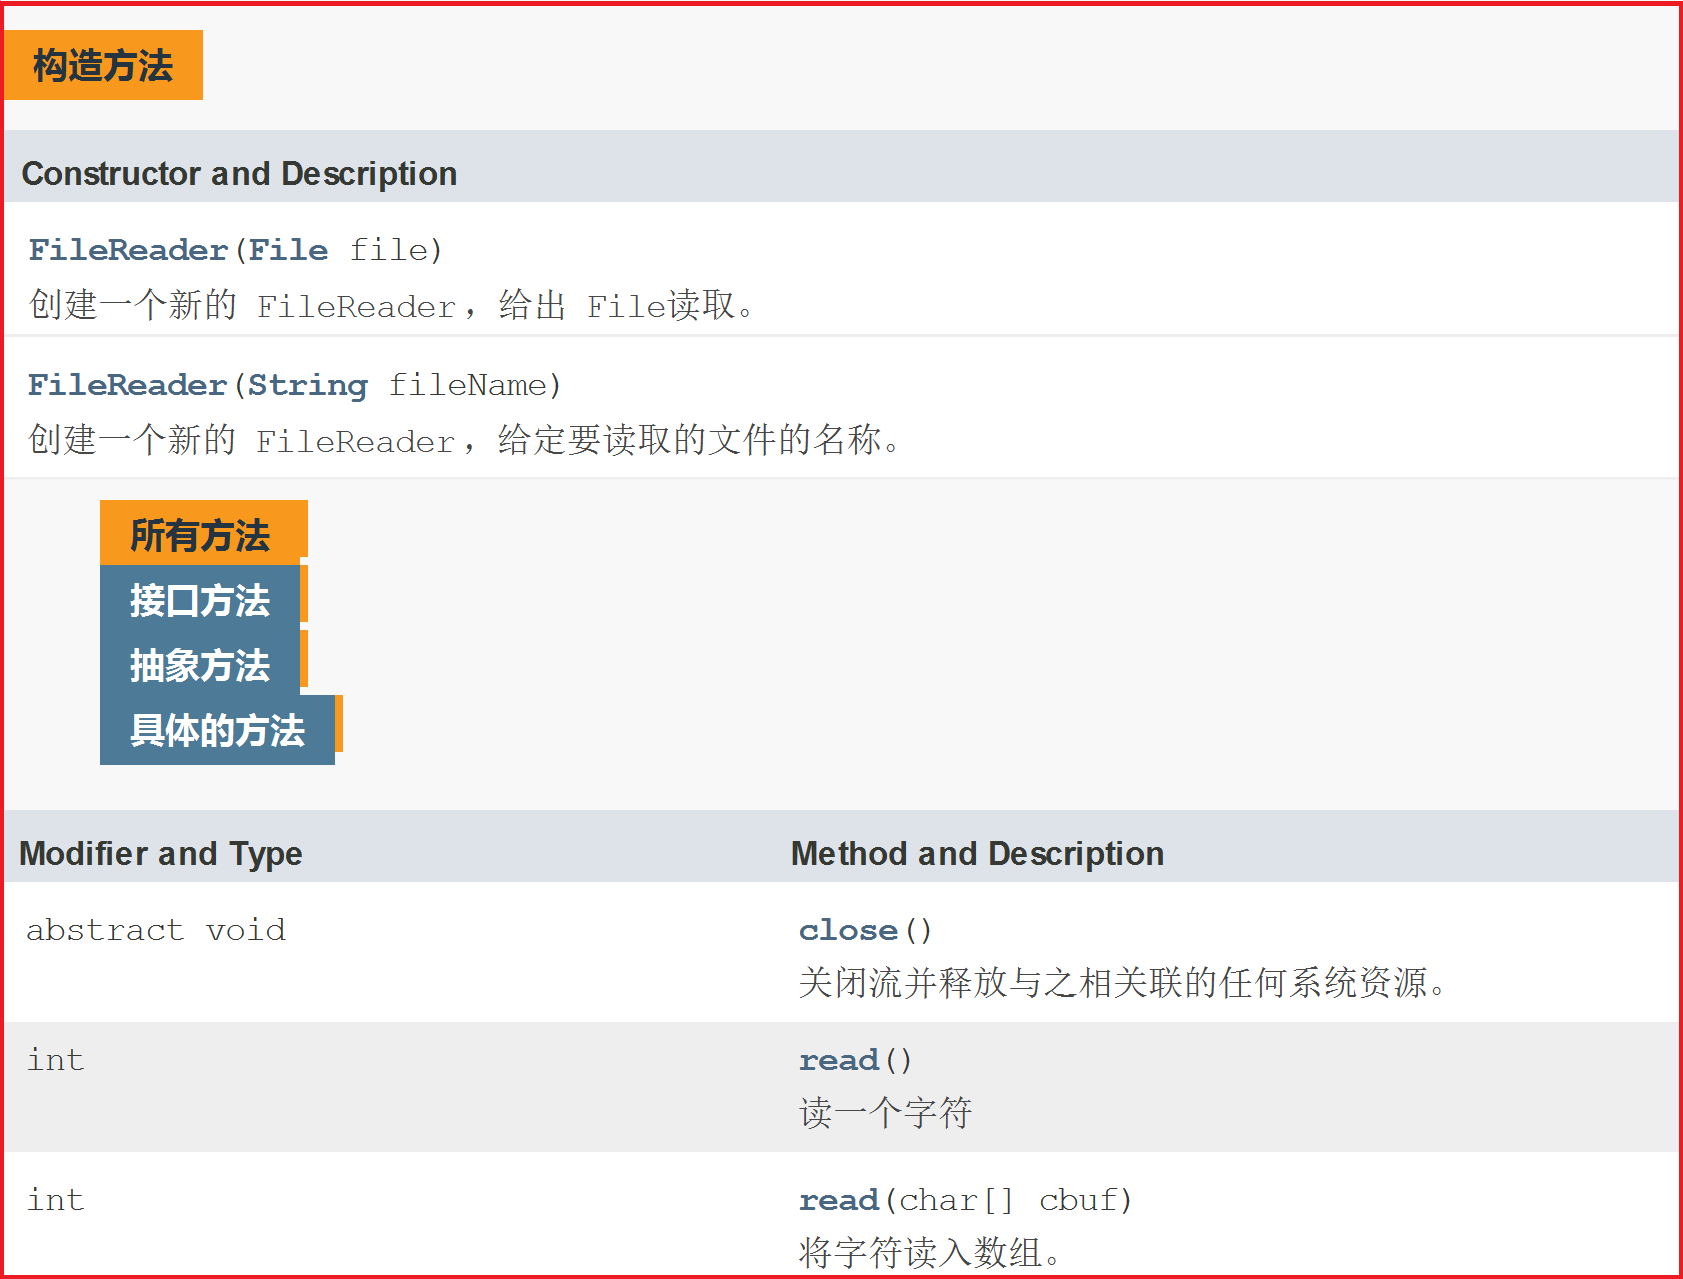 构造方法
Constructor and Description
FileReader(File file)
创建一个新的 FileReader，给出 File读取。
FileReader(String fileName)
创建一个新的 FileReader，给定要读取的文件的名称。
所有方法
接口方法
抽象方法
具体的方法
Modifier and Type Method and Description
abstract void close()
关闭流并释放与之相关联的任何系统资源。
int read()
读一个字符
int read(char[] cbuf)
将字符读入数组。